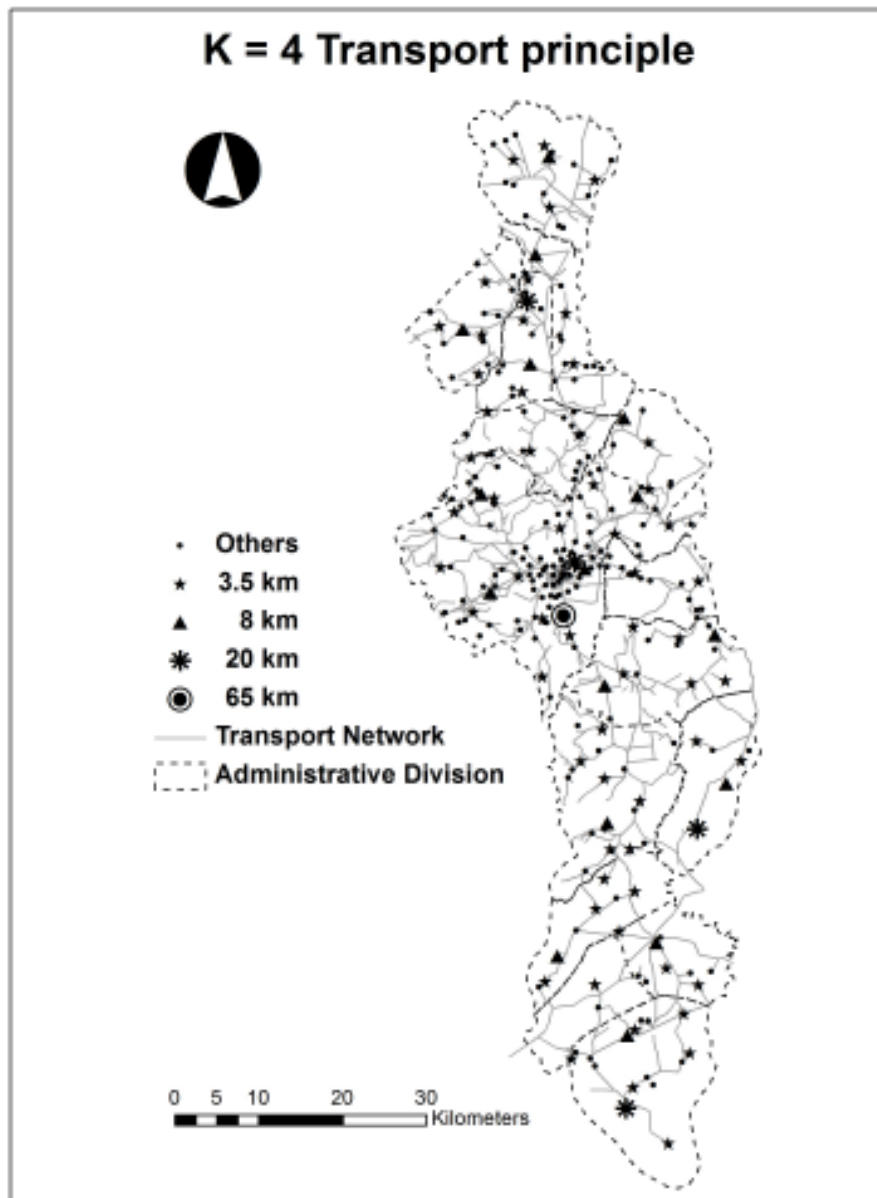 K = 4 Transport principle
Others
3.5 km
8 km
20 km
65 km
Transport Network
Administrative Division
0 5 10 20 30
Kilometers